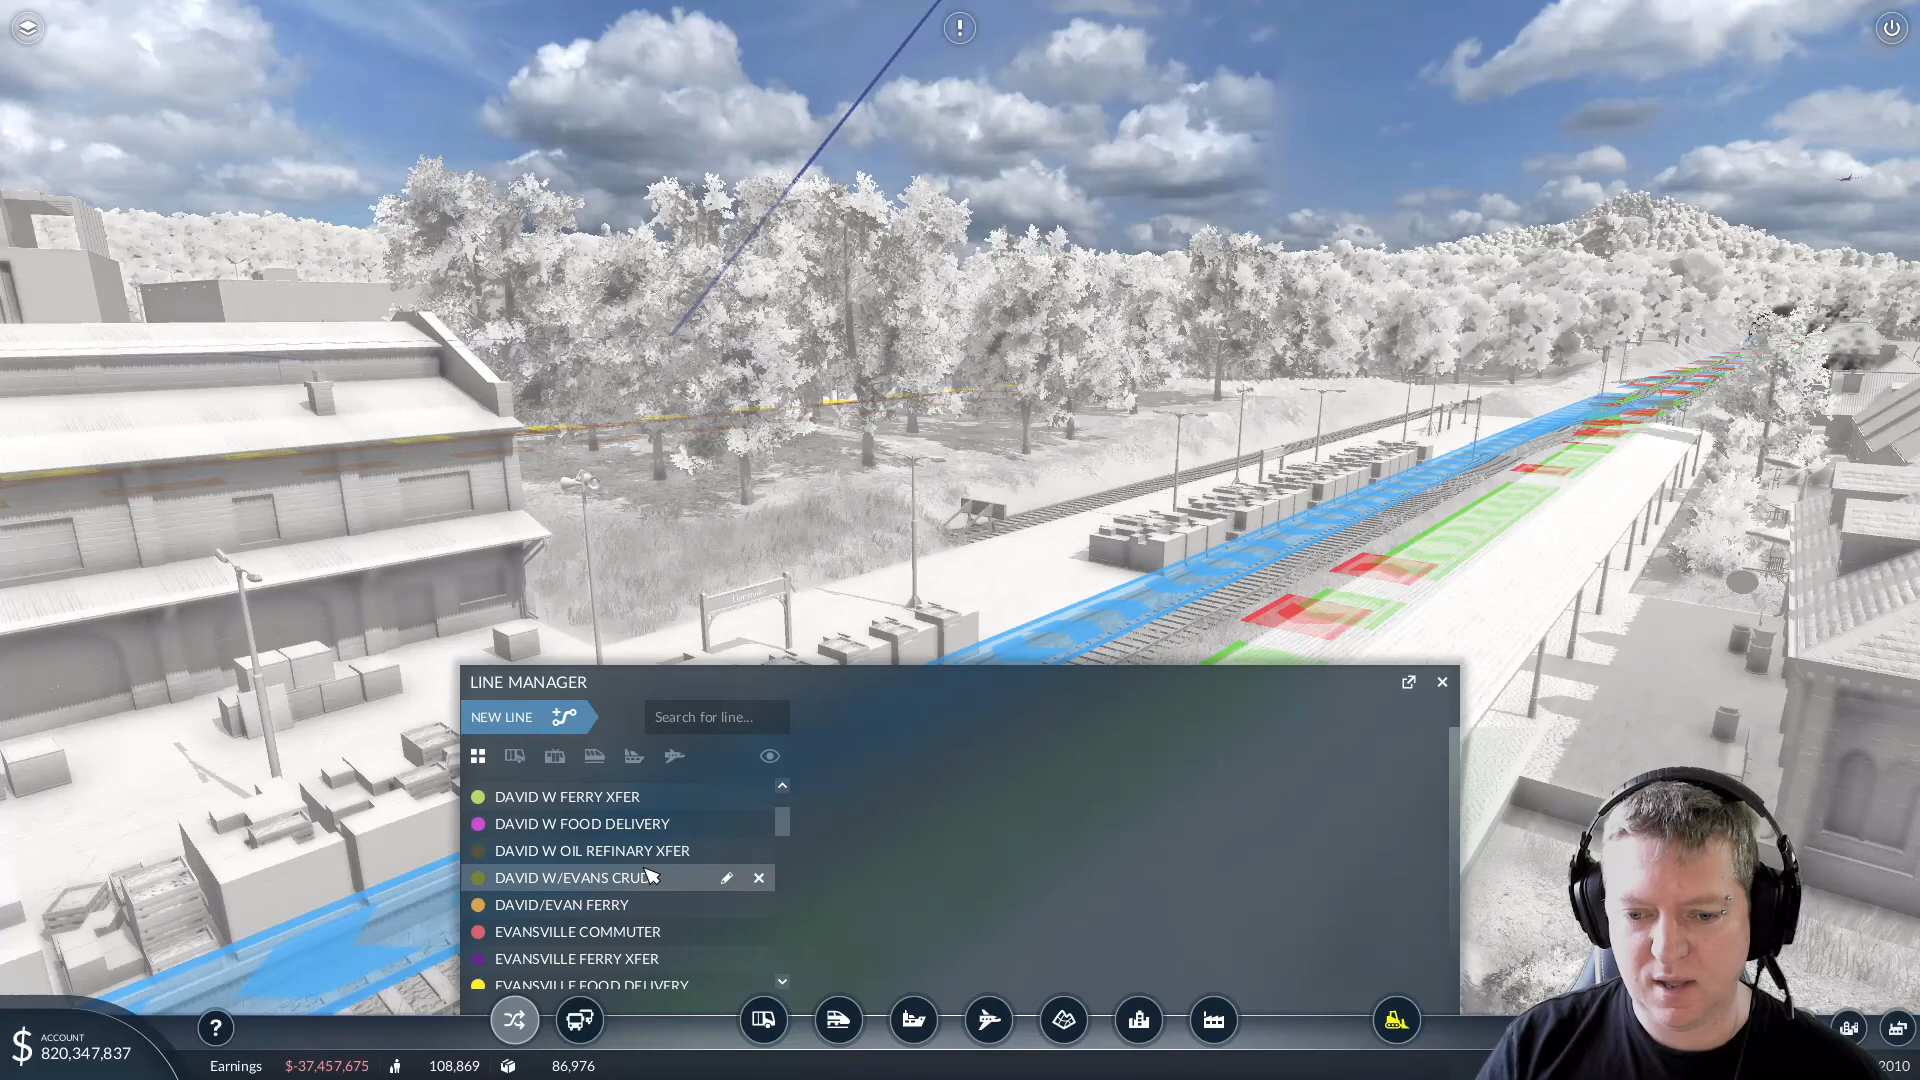 LINE MANAGER
NEW LINE
Search for line...
DAVID W FERRY XFER
DAVID W FOOD DELIVERY
DAVID W OIL REFINARY XFER
DAVID W/EVANS CRUD
DAVID/EVAN FERRY
EVANSVILLE COMMUTER
EVANSVILLE FERRY XFER
EVANSVILLE FOOD DELIVERY
?
$ ACCOUNT
820,347,837
Earnings $-37,457,675 108,869 86,976
2010